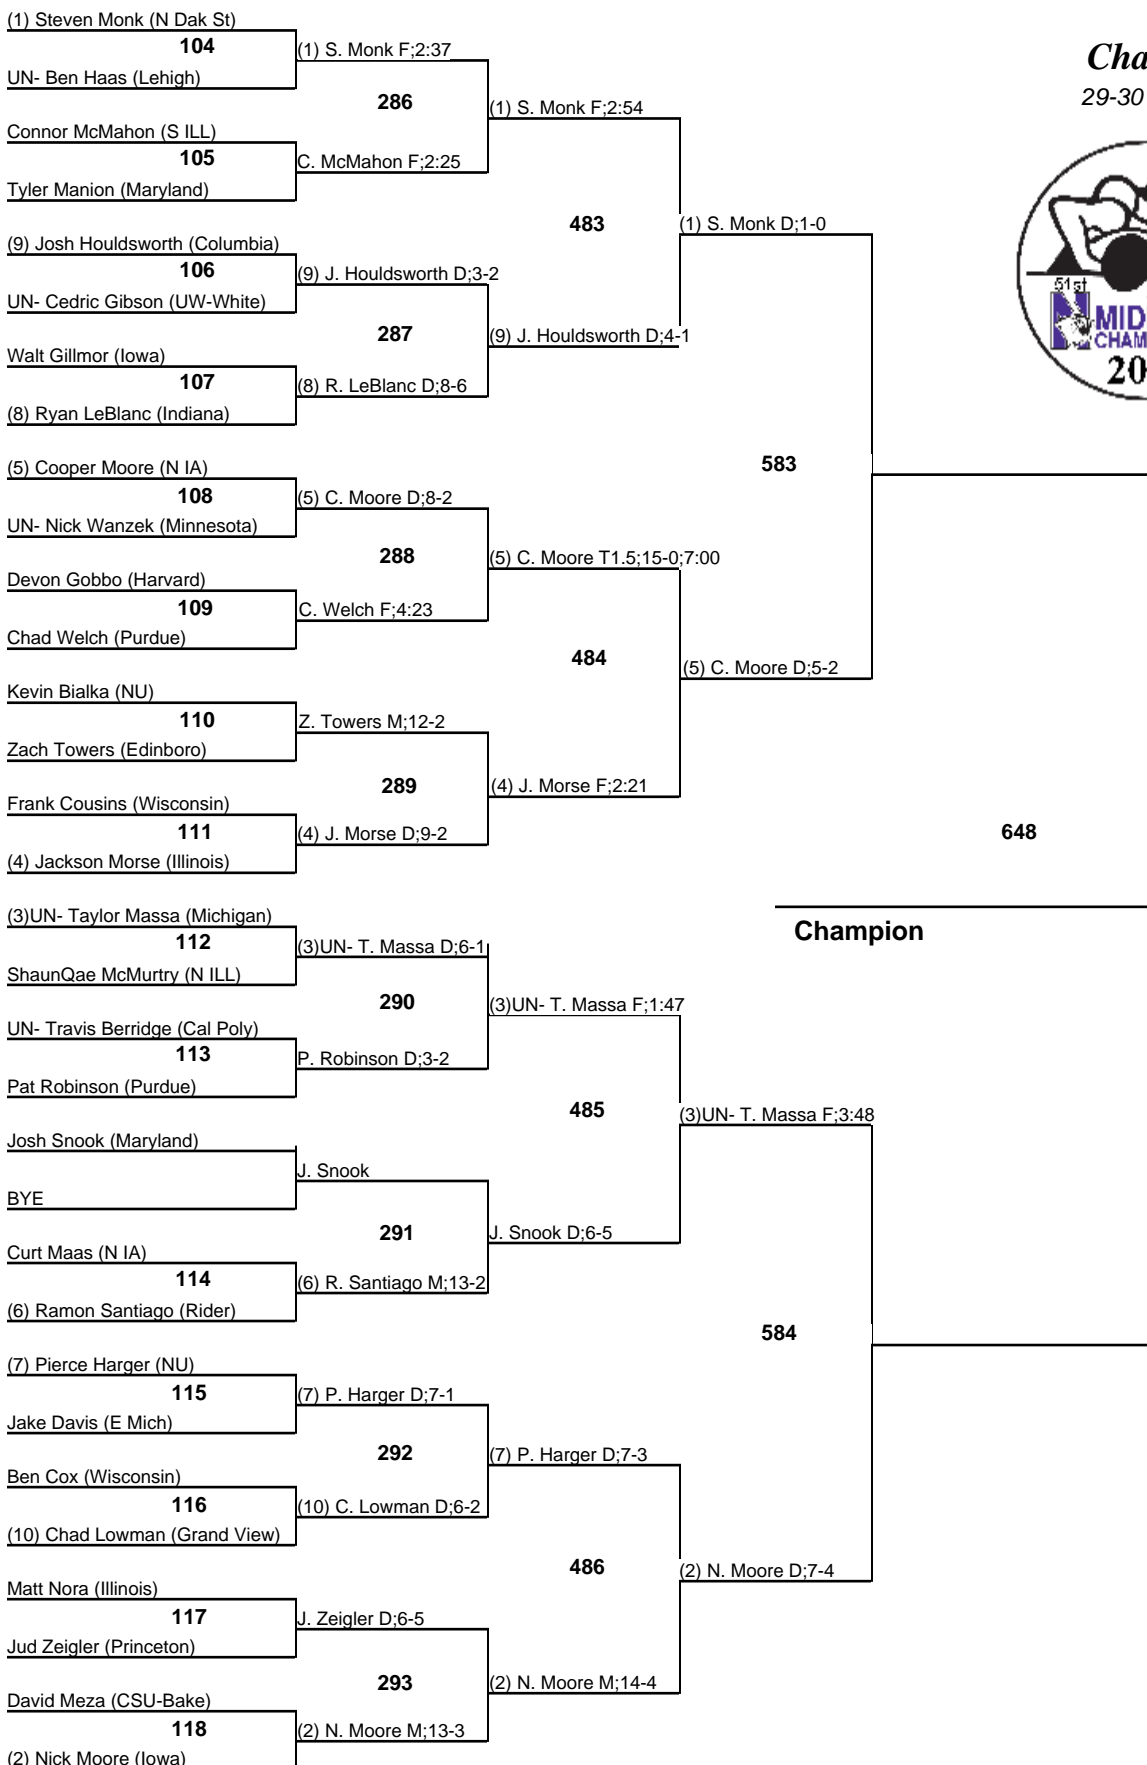 (1) Steven Monk (N Dak St)
104
(1) S. Monk F;2:37
UN- Ben Haas (Lehigh)
286
(1) S. Monk F;2:54
Connor McMahon (S ILL)
105
C. McMahon F;2:25
Tyler Manion (Maryland)
483
(1) S. Monk D;1-0
(9) Josh Houldsworth (Columbia)
106
(9) J. Houldsworth D;3-2
UN- Cedric Gibson (UW-White)
287
(9) J. Houldsworth D;4-1
Walt Gillmor (Iowa)
107
(8) R. LeBlanc D;8-6
(8) Ryan LeBlanc (Indiana)
583
(5) Cooper Moore (N IA)
108
(5) C. Moore D;8-2
UN- Nick Wanzek (Minnesota)
288
(5) C. Moore T1.5;15-0;7:00
Devon Gobbo (Harvard)
109
C. Welch F;4:23
Chad Welch (Purdue)
484
(5) C. Moore D;5-2
Kevin Bialka (NU)
110
Z. Towers M;12-2
Zach Towers (Edinboro)
289
(4) J. Morse F;2:21
Frank Cousins (Wisconsin)
111
(4) J. Morse D;9-2
(4) Jackson Morse (Illinois)
648
Champion
(3)UN- Taylor Massa (Michigan)
112
(3)UN- T. Massa D;6-1
ShaunQae McMurtry (N ILL)
290
(3)UN- T. Massa F;1:47
UN- Travis Berridge (Cal Poly)
113
P. Robinson D;3-2
Pat Robinson (Purdue)
485
(3)UN- T. Massa F;3:48
Josh Snook (Maryland)
J. Snook
BYE
291
J. Snook D;6-5
Curt Maas (N IA)
114
(6) R. Santiago M;13-2
(6) Ramon Santiago (Rider)
584
(7) Pierce Harger (NU)
115
(7) P. Harger D;7-1
Jake Davis (E Mich)
292
(7) P. Harger D;7-3
Ben Cox (Wisconsin)
116
(10) C. Lowman D;6-2
(10) Chad Lowman (Grand View)
486
(2) N. Moore D;7-4
Matt Nora (Illinois)
117
J. Zeigler D;6-5
Jud Zeigler (Princeton)
293
(2) N. Moore M;14-4
David Meza (CSU-Bake)
118
(2) N. Moore M;13-3
(2) Nick Moore (Iowa)
Cha
29-30
51st
N
MID
CHAM
20